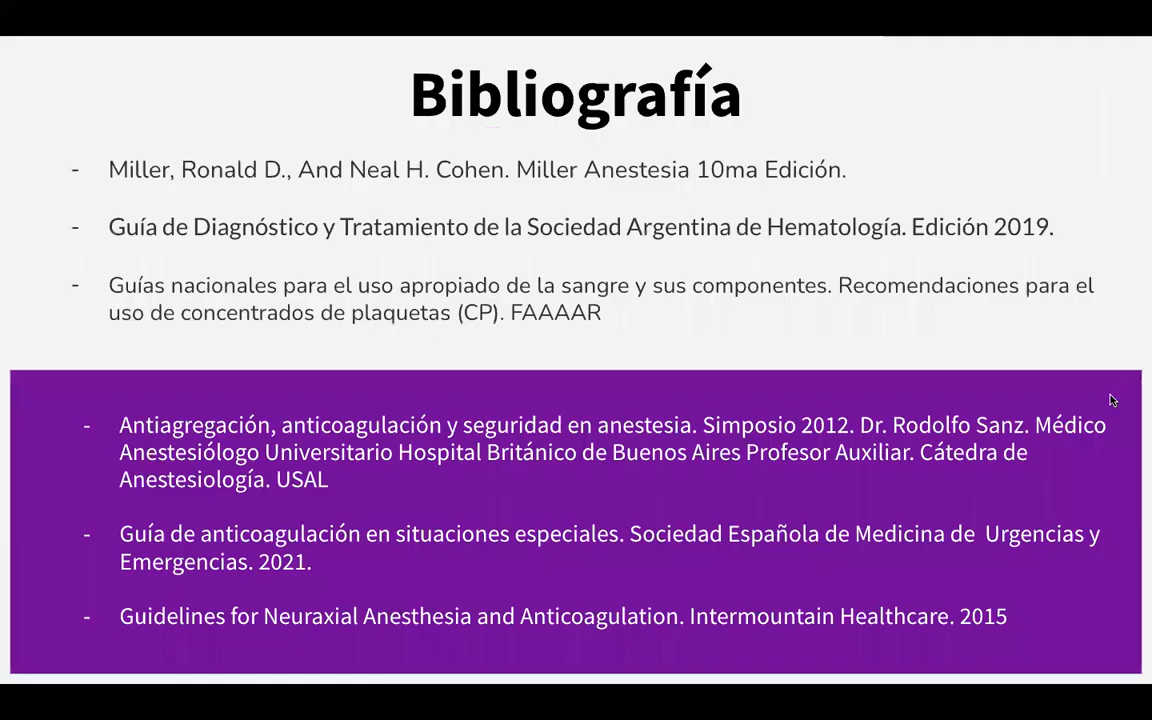 Bibliografía
- Miller, Ronald D., And Neal H. Cohen. Miller Anestesia 10ma Edición.
- Guía de Diagnóstico y Tratamiento de la Sociedad Argentina de Hematología. Edición 2019.
- Guías nacionales para el uso apropiado de la sangre y sus componentes. Recomendaciones para el
uso de concentrados de plaquetas (CP). FAAAAR
- Antiagregación, anticoagulación y seguridad en anestesia. Simposio 2012. Dr. Rodolfo Sanz. Médico
Anestesiólogo Universitario Hospital Británico de Buenos Aires Profesor Auxiliar. Cátedra de
Anestesiología. USAL
- Guía de anticoagulación en situaciones especiales. Sociedad Española de Medicina de  Urgencias y
Emergencias. 2021.
- Guidelines for Neuraxial Anesthesia and Anticoagulation. Intermountain Healthcare. 2015